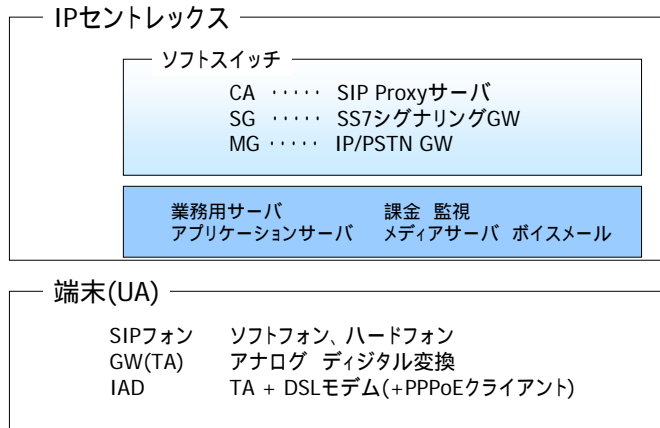 IPセントレックス
ソフトスイッチ
CA ‥‥‥ SIP Proxyサーバ
SG ‥‥‥ SS7シグナリングGW
MG ‥‥‥ IP/PSTN GW
業務用サーバ 課金 監視
アプリケーションサーバ メディアサーバ ボイスメール
端末(UA)
SIPフォン ソフトフォン、ハードフォン
GW(TA) アナログ ディジタル変換
IAD TA + DSLモデム(+PPPoEクライアント)